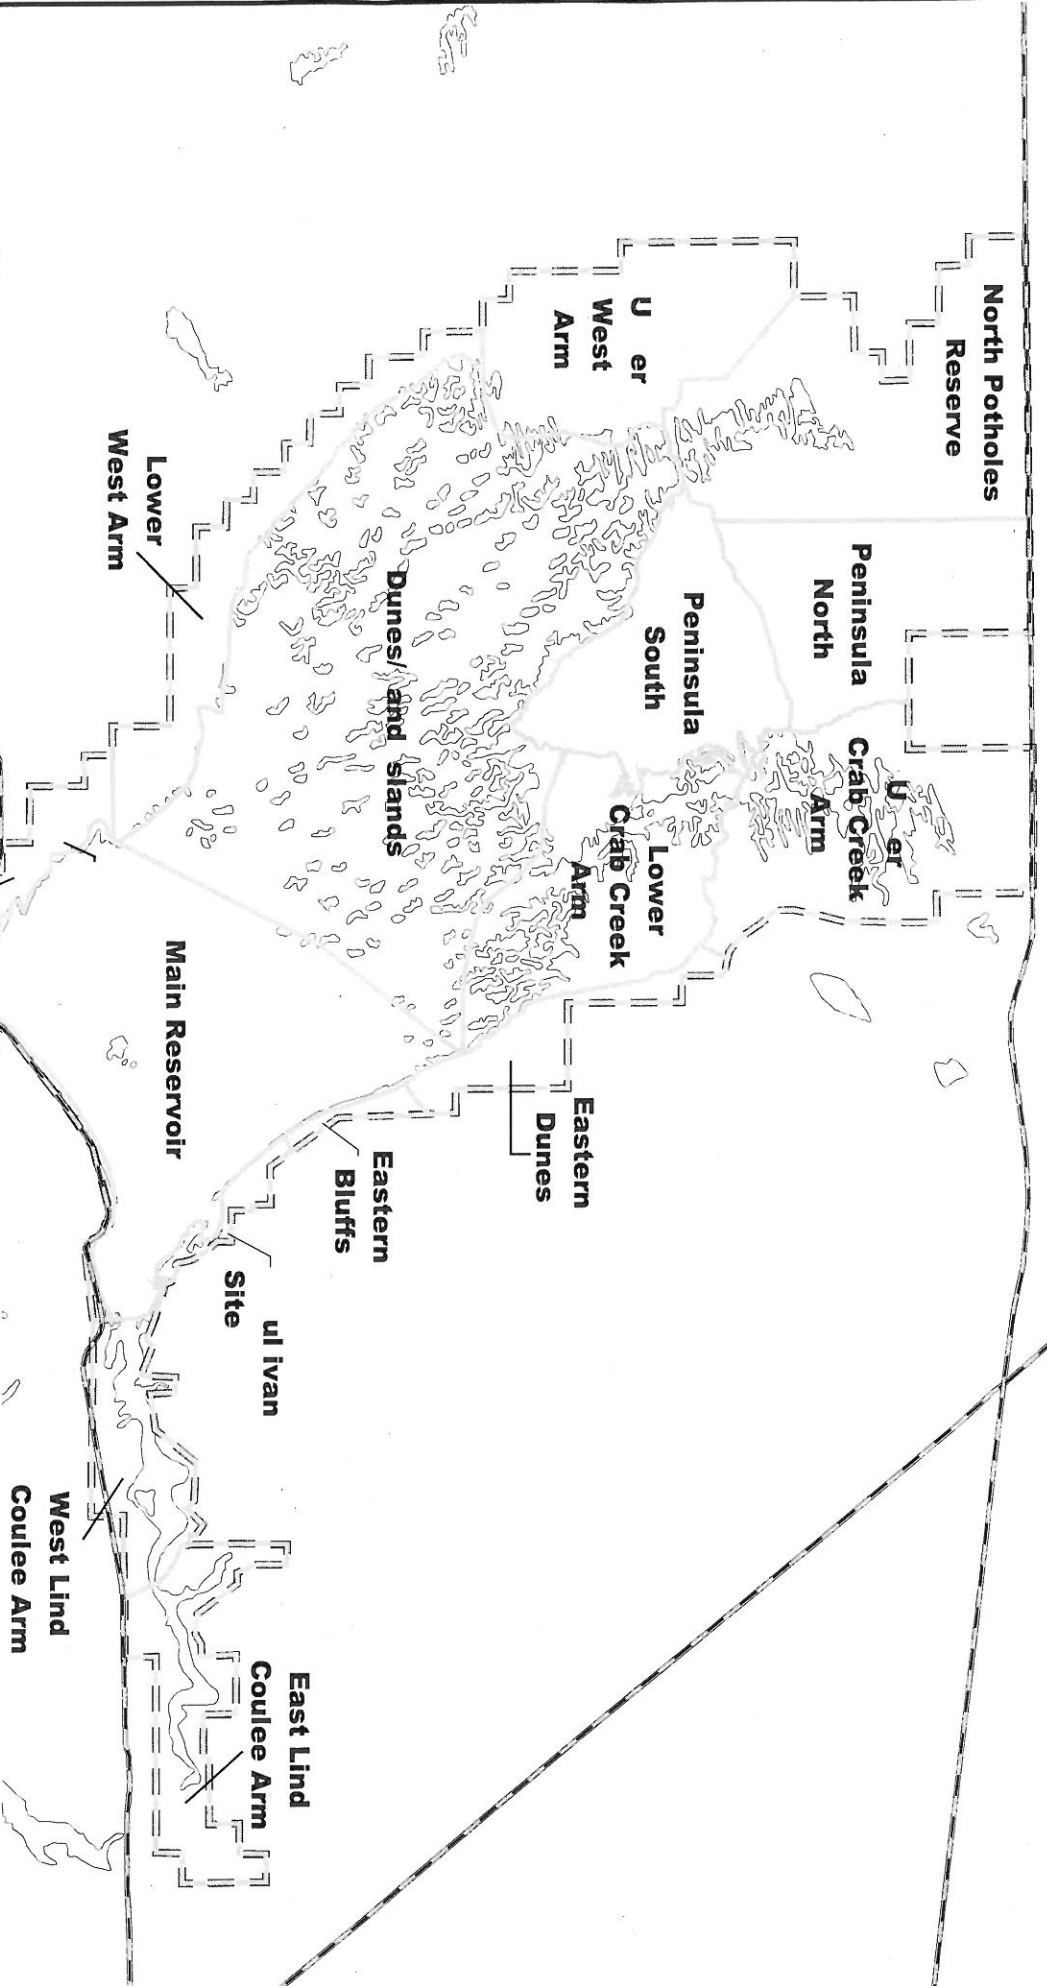 North Potholes
Reserve
Peninsula
North
U er
Crab Creek
Arm
U er
West
Arm
Peninsula
South
Lower
Crab Creek
Arm
Eastern
Dunes
Dunes/ and slands
Eastern
Bluffs
ul ivan
Site
Lower
West Arm
Main Reservoir
East Lind
Coulee Arm
West Lind
Coulee Arm